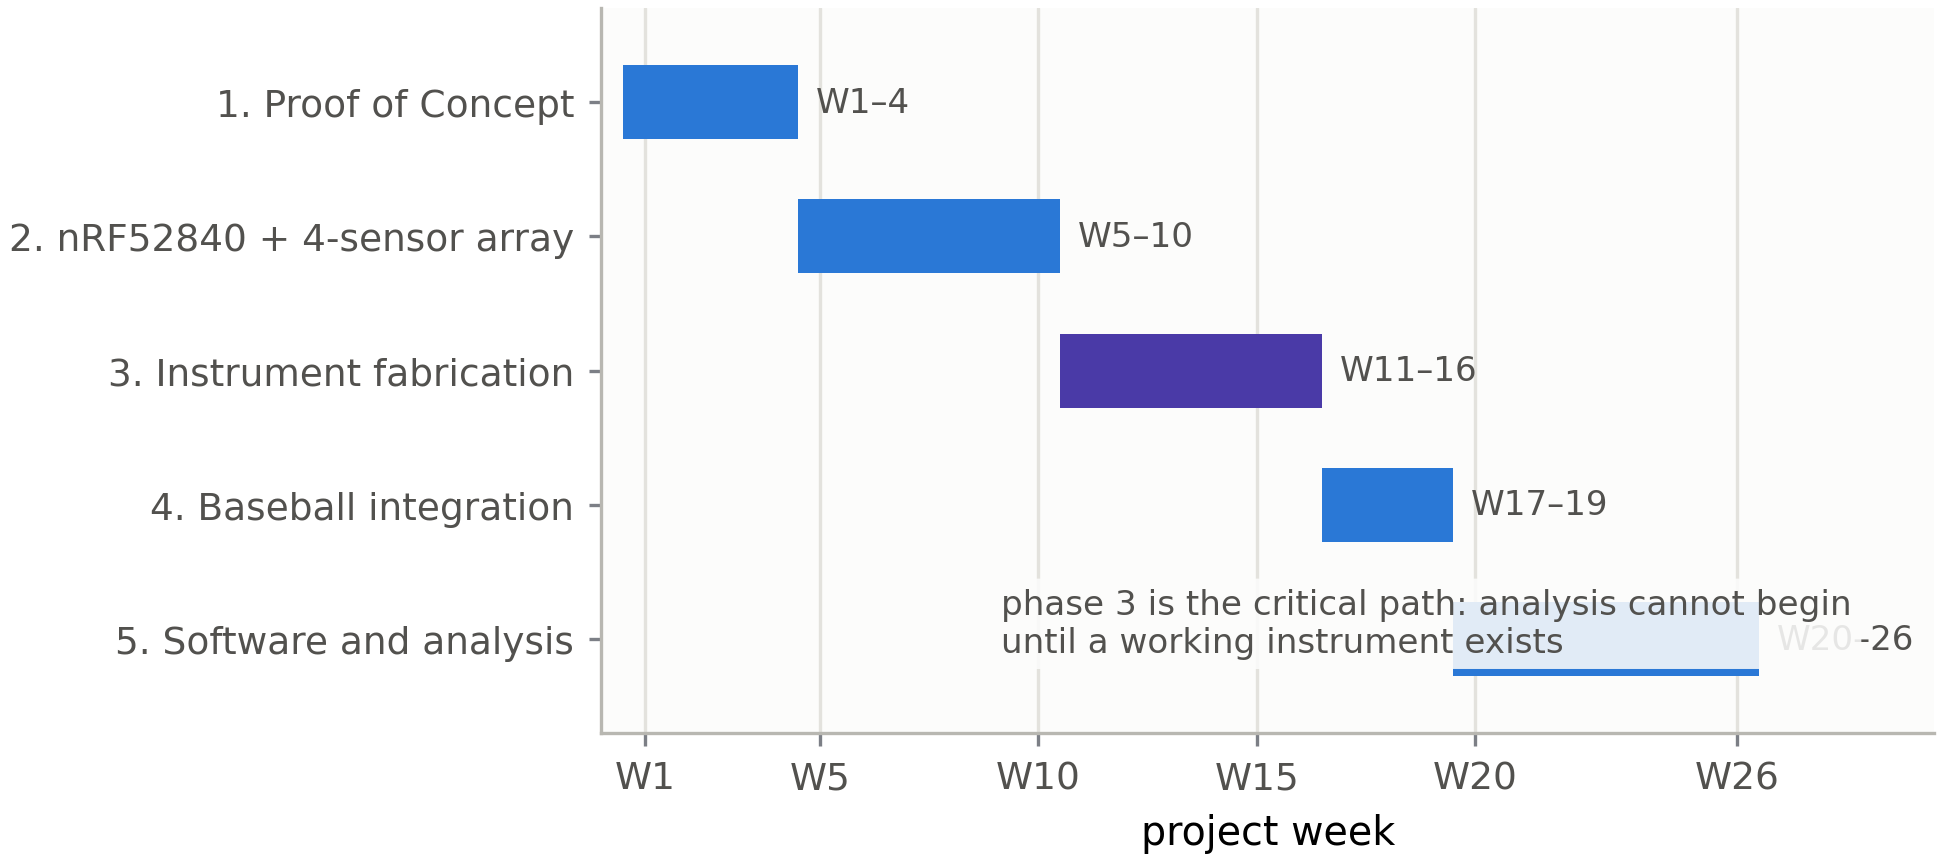 1. Proof of Concept
W1–4
2. nRF52840 + 4-sensor array
W5–10
3. Instrument fabrication
W11–16
4. Baseball integration
W17–19
phase 3 is the critical path: analysis cannot begin
until a working instrument exists
5. Software and analysis
W20–26
W1 W5 W10 W15 W20 W26
project week